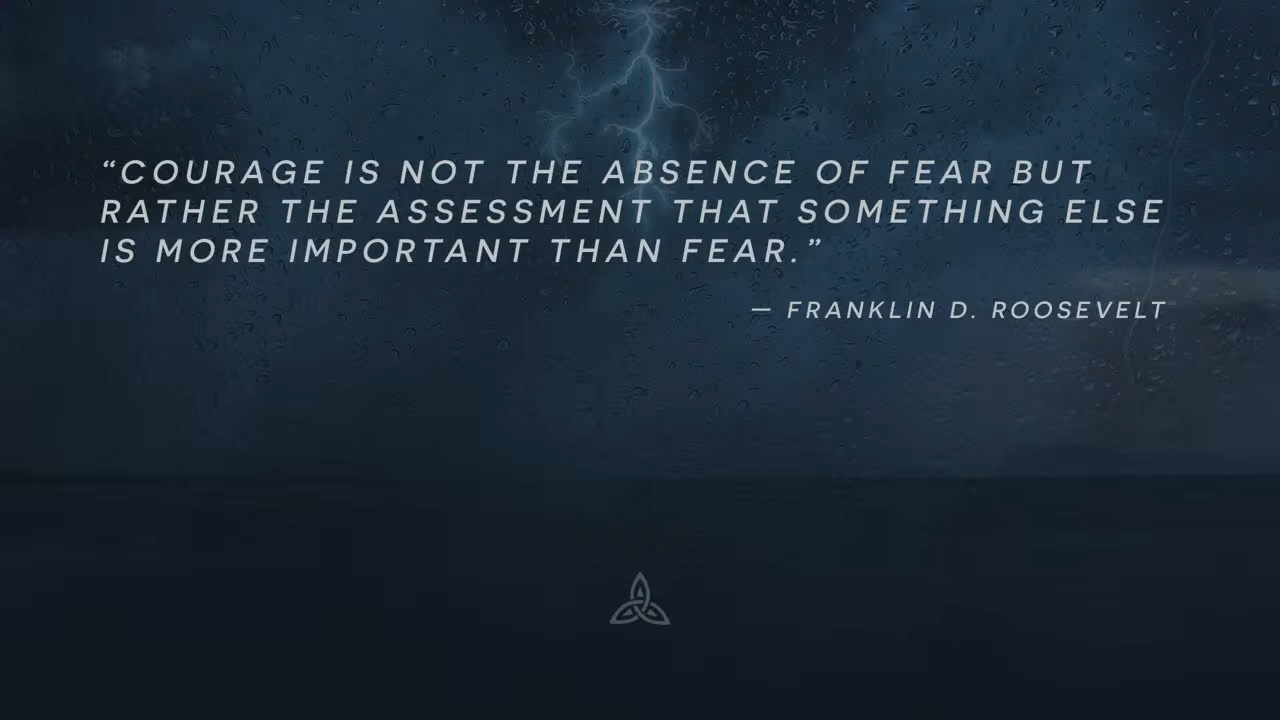 “COURAGE IS NOT THE ABSENCE OF FEAR BUT
RATHER THE ASSESSMENT THAT SOMETHING ELSE
IS MORE IMPORTANT THAN FEAR.”
— FRANKLIN D. ROOSEVELT